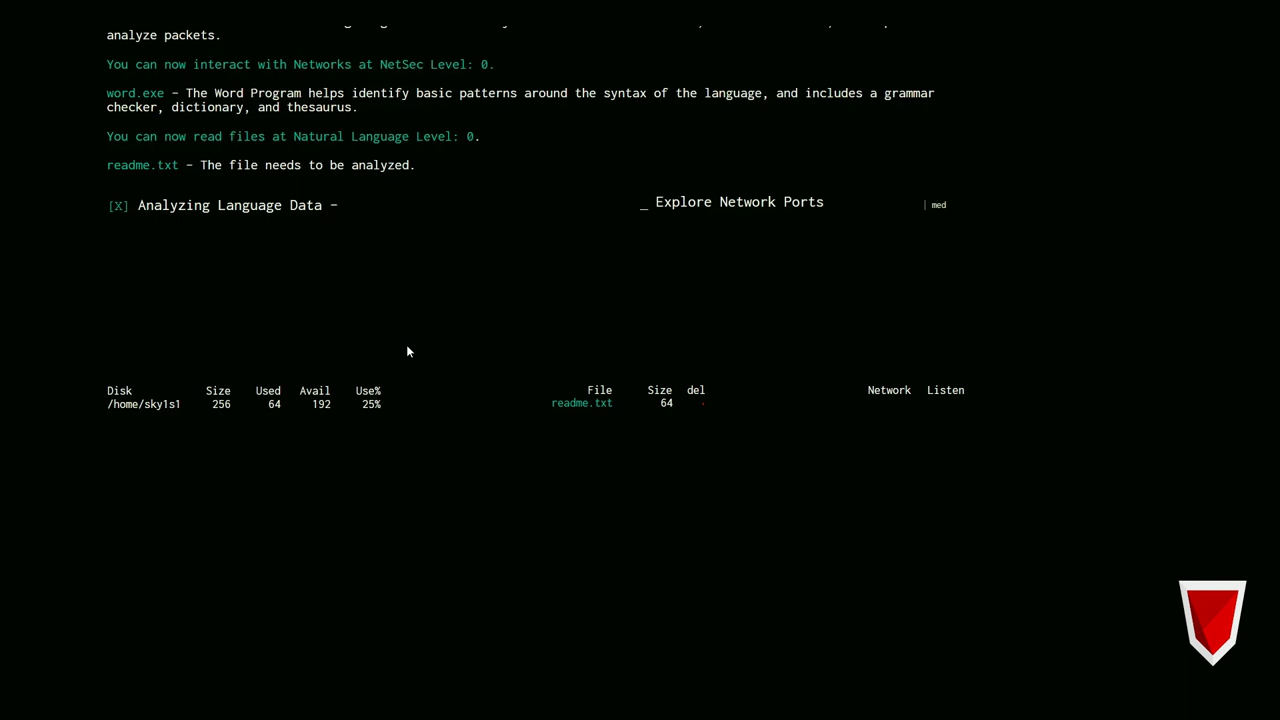 analyze packets.
You can now interact with Networks at NetSec Level: 0.
word.exe - The Word Program helps identify basic patterns around the syntax of the language, and includes a grammar
checker, dictionary, and thesaurus.
You can now read files at Natural Language Level: 0.
readme.txt - The file needs to be analyzed.
[X] Analyzing Language Data - _ Explore Network Ports | med
Disk Size Used Avail Use% File Size del Network Listen
/home/sky1s1 256 64 192 25% readme.txt 64 .